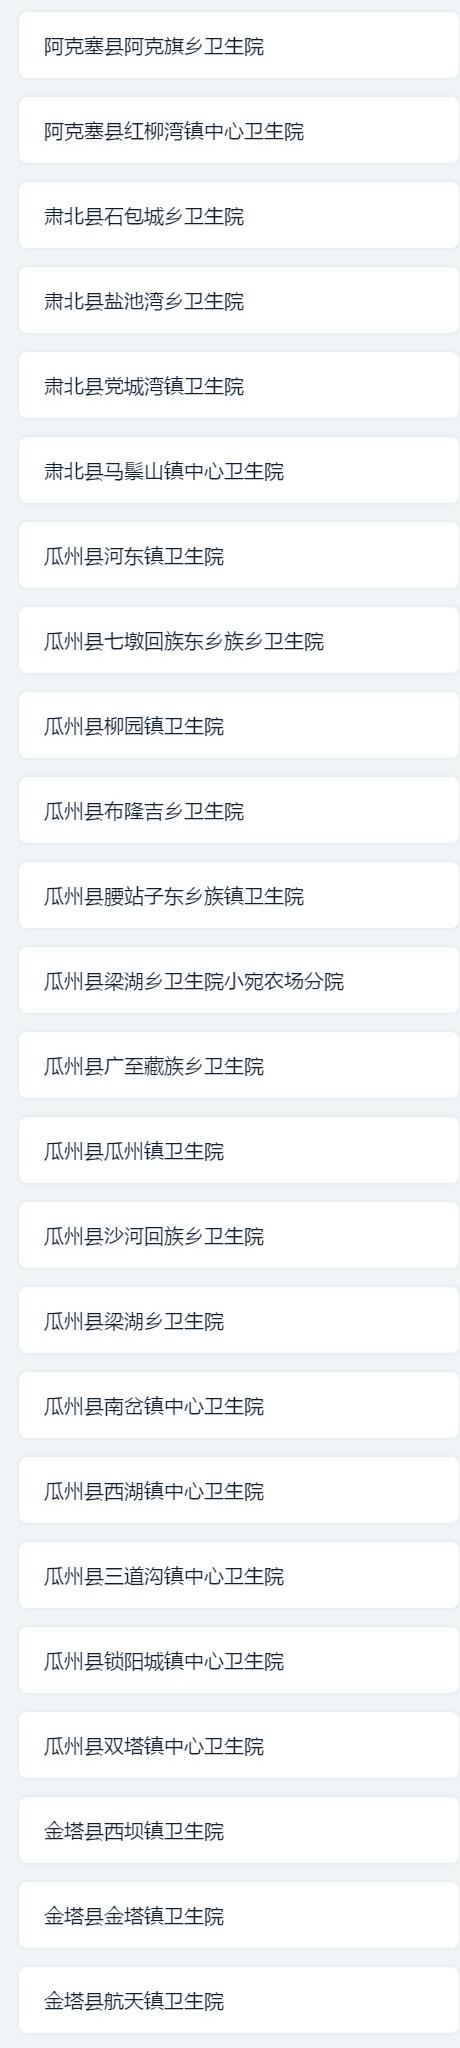 阿克塞县阿克旗乡卫生院
阿克塞县红柳湾镇中心卫生院
肃北县石包城乡卫生院
肃北县盐池湾乡卫生院
肃北县党城湾镇卫生院
肃北县马鬃山镇中心卫生院
瓜州县河东镇卫生院
瓜州县七墩回族东乡族乡卫生院
瓜州县柳园镇卫生院
瓜州县布隆吉乡卫生院
瓜州县腰站子东乡族镇卫生院
瓜州县梁湖乡卫生院小宛农场分院
瓜州县广至藏族乡卫生院
瓜州县瓜州镇卫生院
瓜州县沙河回族乡卫生院
瓜州县梁湖乡卫生院
瓜州县南岔镇中心卫生院
瓜州县西湖镇中心卫生院
瓜州县三道沟镇中心卫生院
瓜州县锁阳城镇中心卫生院
瓜州县双塔镇中心卫生院
金塔县西坝镇卫生院
金塔县金塔镇卫生院
金塔县航天镇卫生院